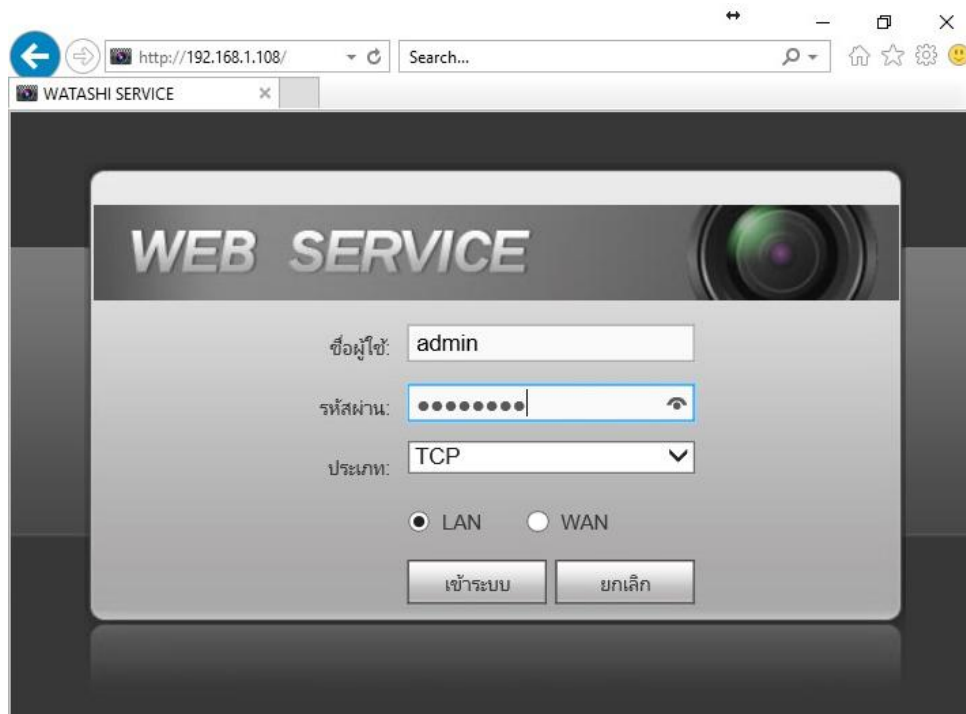 http://192.168.1.108/
Search...
WATASHI SERVICE
WEB SERVICE
ชื่อผู้ใช้: admin
รหัสผ่าน: ●●●●●●●●
ประเภท: TCP
LAN WAN
เข้าระบบ ยกเลิก